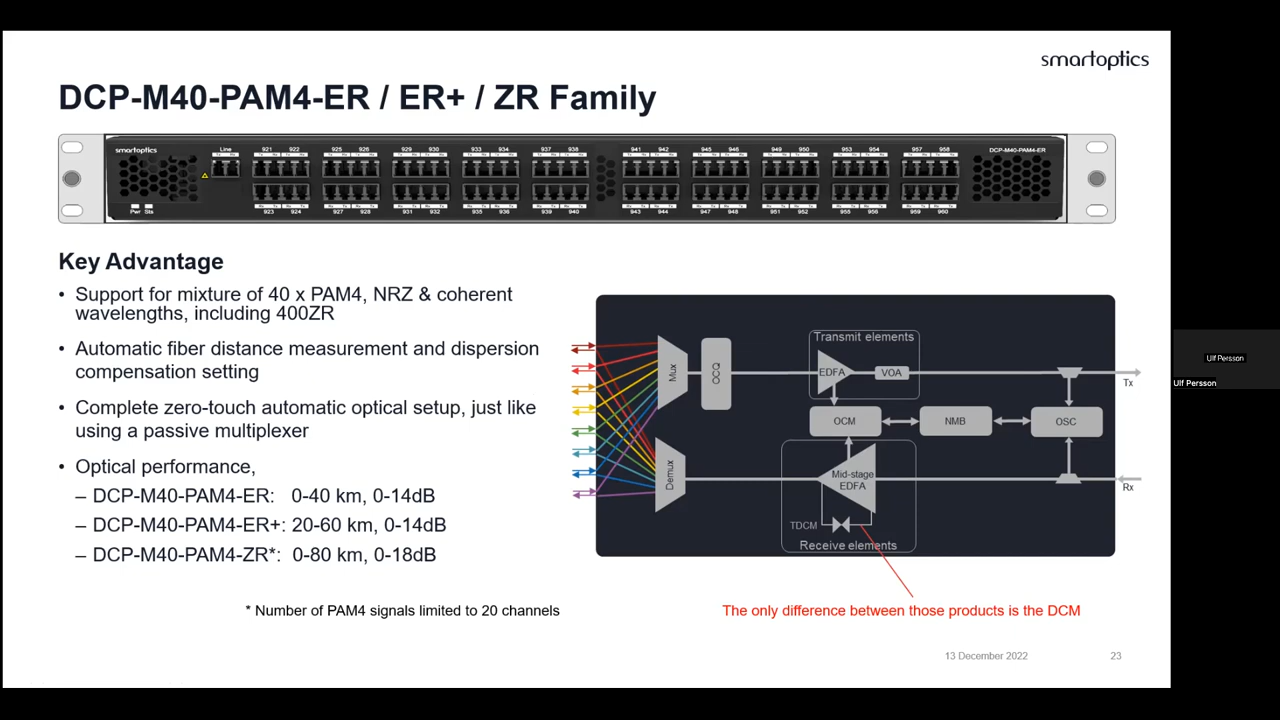 smartoptics
DCP-M40-PAM4-ER / ER+ / ZR Family
smartoptics
Line
921 922 925 926 929 930 933 934 937 938 941 942 945 946 949 950 953 954 957 958
DCP-M40-PAM4-ER
Pwr Sta
923 924 927 928 931 932 935 936 939 940 943 944 947 948 951 952 955 956 959 960
Key Advantage
• Support for mixture of 40 x PAM4, NRZ & coherent
wavelengths, including 400ZR
• Automatic fiber distance measurement and dispersion
compensation setting
• Complete zero-touch automatic optical setup, just like
using a passive multiplexer
• Optical performance,
– DCP-M40-PAM4-ER: 0-40 km, 0-14dB
– DCP-M40-PAM4-ER+: 20-60 km, 0-14dB
– DCP-M40-PAM4-ZR*: 0-80 km, 0-18dB
* Number of PAM4 signals limited to 20 channels
Transmit elements
Mux
OCQ
EDFA
VOA
Tx
OCM
NMB
OSC
Demux
Mid-stage
EDFA
Rx
TDCM
Receive elements
The only difference between those products is the DCM
13 December 2022
23
Ulf Persson
Ulf Persson